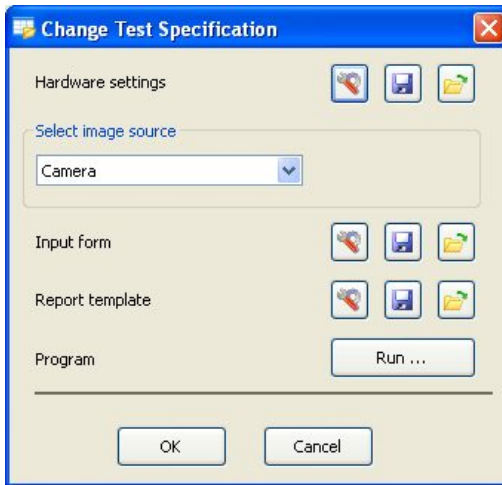 Change Test Specification
Hardware settings
Select image source
Camera
Input form
Report template
Program
Run ...
OK
Cancel